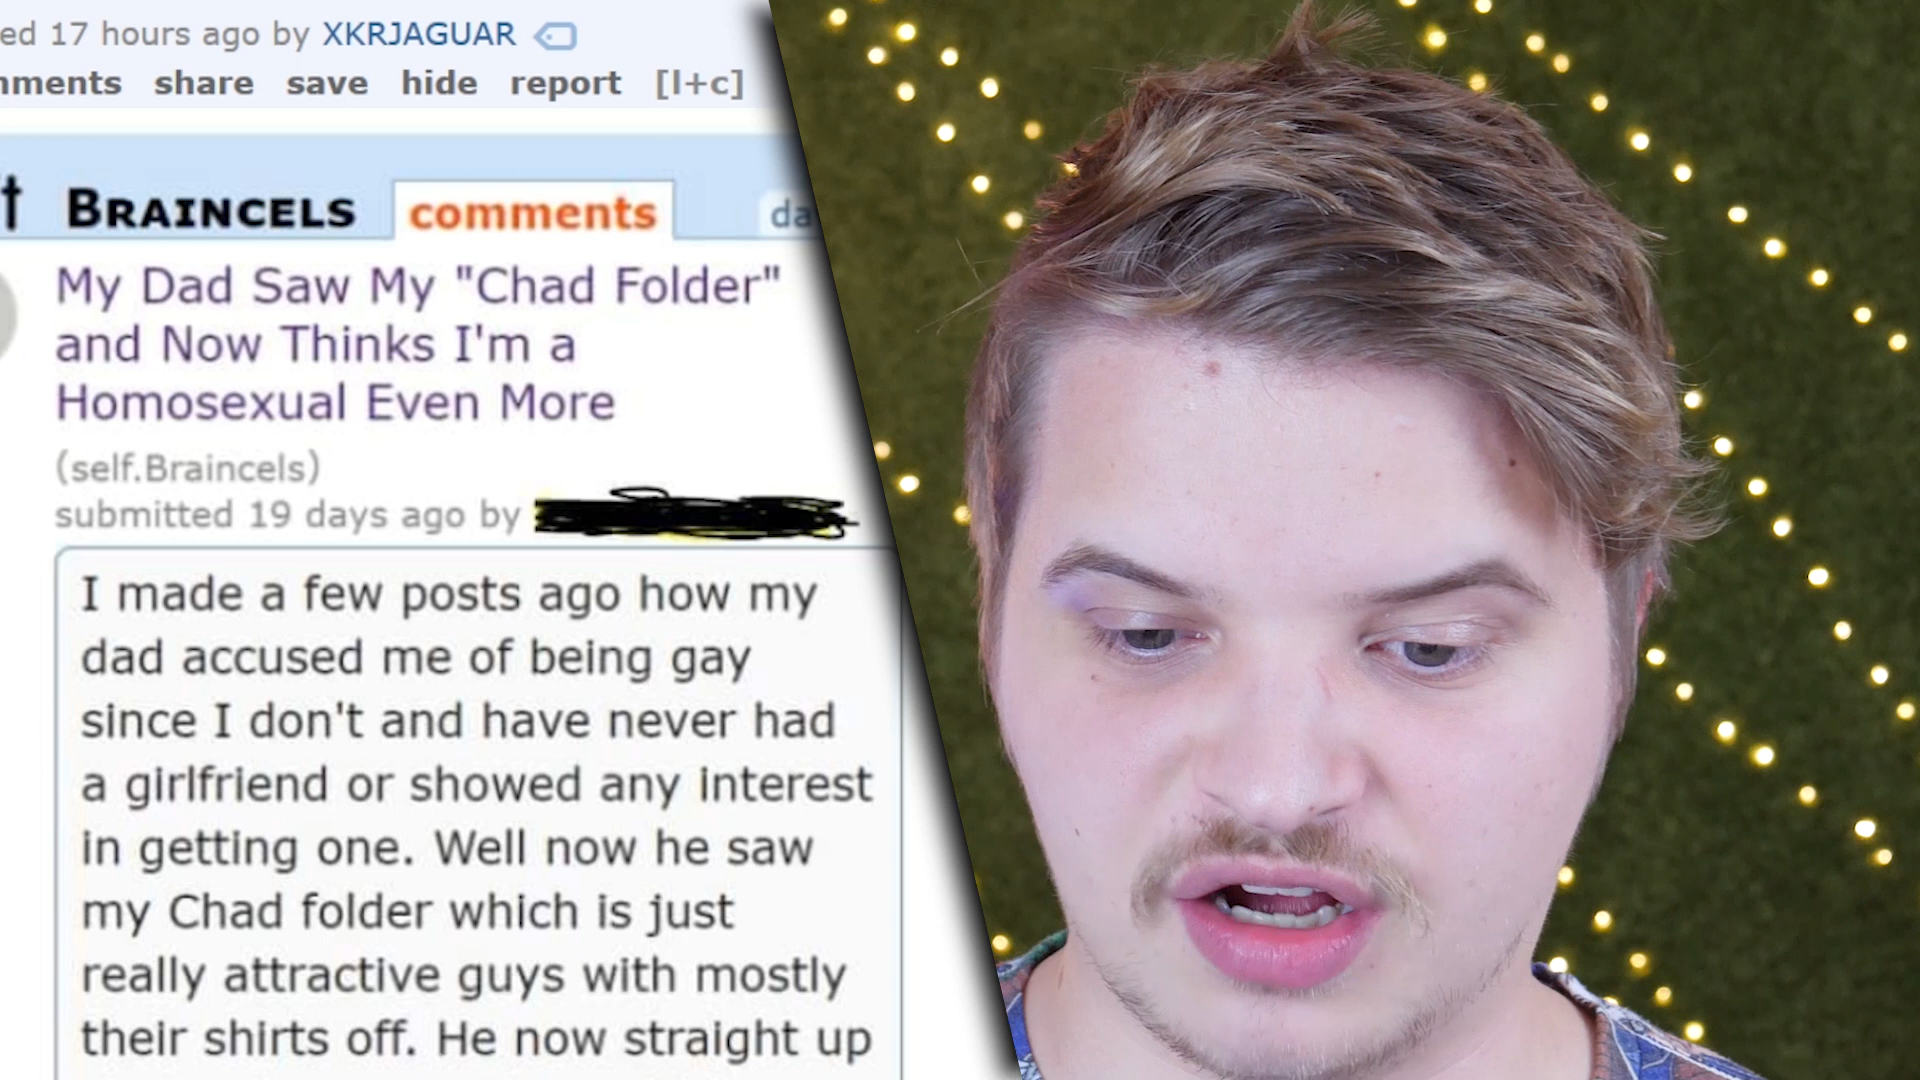 ed 17 hours ago by XKRJAGUAR
mments share save hide report [l+c]
BRAINCELS comments da
My Dad Saw My "Chad Folder"
and Now Thinks I'm a
Homosexual Even More
(self.Braincels)
submitted 19 days ago by
I made a few posts ago how my
dad accused me of being gay
since I don't and have never had
a girlfriend or showed any interest
in getting one. Well now he saw
my Chad folder which is just
really attractive guys with mostly
their shirts off. He now straight up